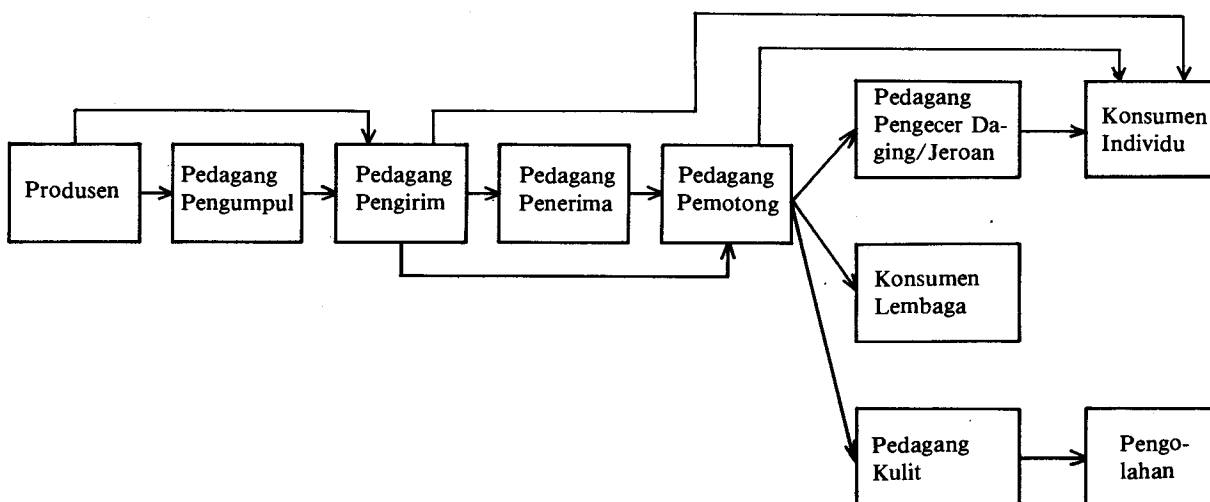 Produsen
Pedagang
Pengumpul
Pedagang
Pengirim
Pedagang
Penerima
Pedagang
Pemotong
Pedagang
Pengecer Da-
ging/Jeroan
Konsumen
Individu
Konsumen
Lembaga
Pedagang
Kulit
Pengo-
lahan